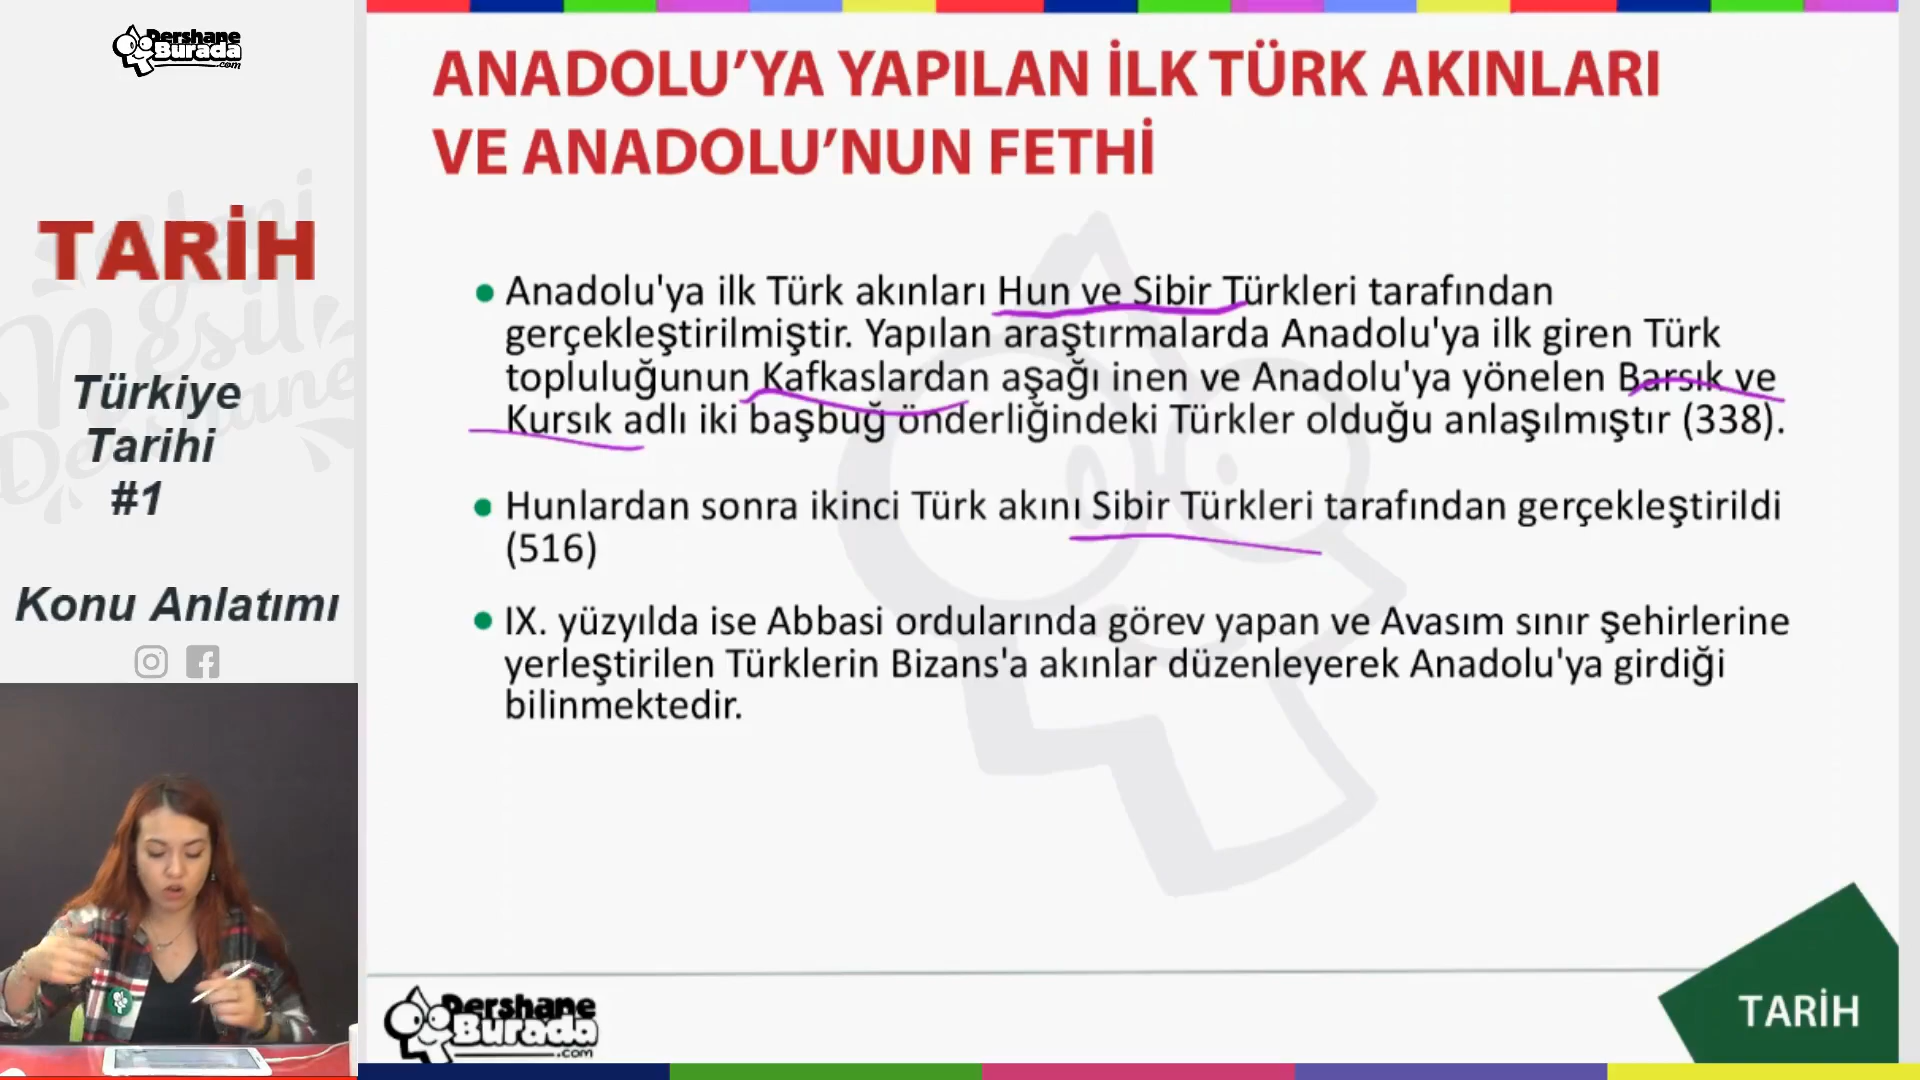 Dershane
Burada
.com
TARİH
Türkiye
Tarihi
#1
Konu Anlatımı
ANADOLU’YA YAPILAN İLK TÜRK AKINLARI
VE ANADOLU’NUN FETHİ
Anadolu'ya ilk Türk akınları Hun ve Sibir Türkleri tarafından
gerçekleştirilmiştir. Yapılan araştırmalarda Anadolu'ya ilk giren Türk
topluluğunun Kafkaslardan aşağı inen ve Anadolu'ya yönelen Barsık ve
Kursık adlı iki başbuğ önderliğindeki Türkler olduğu anlaşılmıştır (338).
Hunlardan sonra ikinci Türk akını Sibir Türkleri tarafından gerçekleştirildi
(516)
IX. yüzyılda ise Abbasi ordularında görev yapan ve Avasım sınır şehirlerine
yerleştirilen Türklerin Bizans'a akınlar düzenleyerek Anadolu'ya girdiği
bilinmektedir.
Dershane
Burada
.com
TARİH